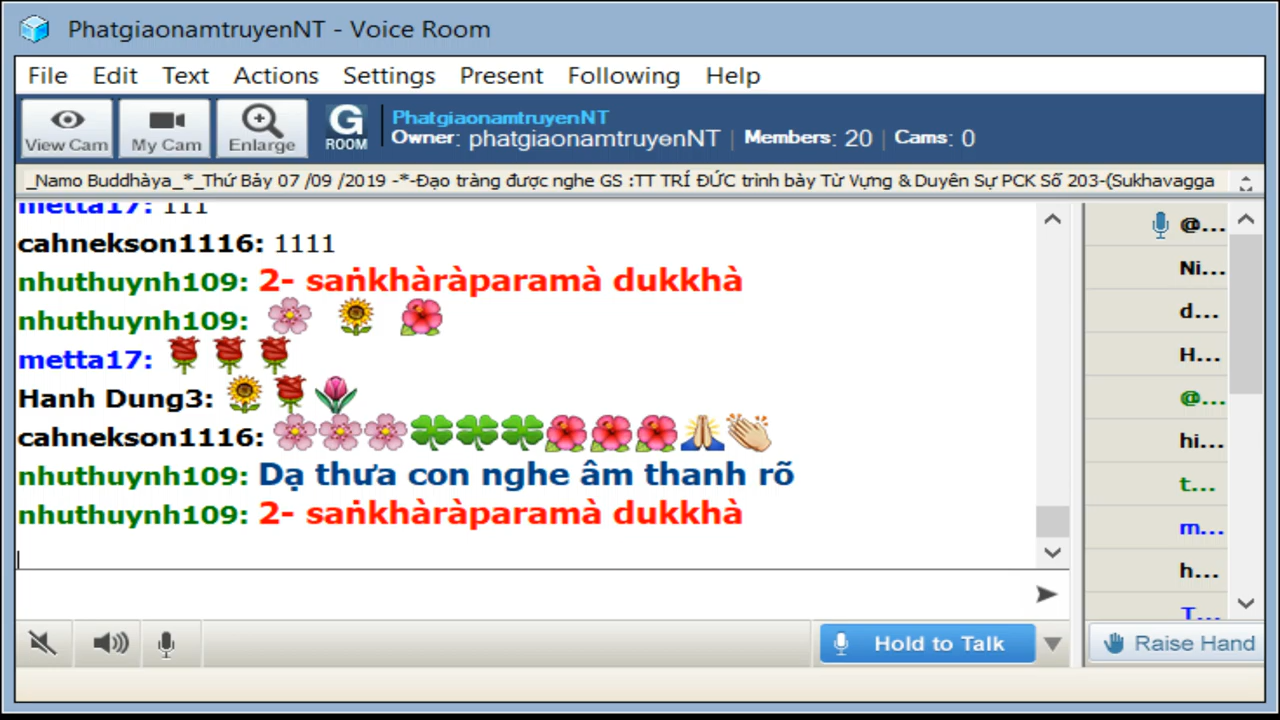 PhatgiaonamtruyenNT - Voice Room
File Edit Text Actions Settings Present Following Help
View Cam My Cam Enlarge G ROOM
PhatgiaonamtruyenNT
Owner: phatgiaonamtruyenNT | Members: 20 | Cams: 0
_Namo Buddhàya_*_Thứ Bảy 07 /09 /2019 -*-Đạo tràng được nghe GS :TT TRÍ ĐỨC trình bày Từ Vựng & Duyên Sự PCK Số 203-(Sukhavagga
metta17: 111
cahnekson1116: 1111
nhuthuynh109: 2- saṅkhàràparamà dukkhà
nhuthuynh109:
metta17:
Hanh Dung3:
cahnekson1116:
nhuthuynh109: Dạ thưa con nghe âm thanh rõ
nhuthuynh109: 2- saṅkhàràparamà dukkhà
@...
Ni...
d...
H...
@...
hi...
t...
m...
h...
T...
Hold to Talk
Raise Hand